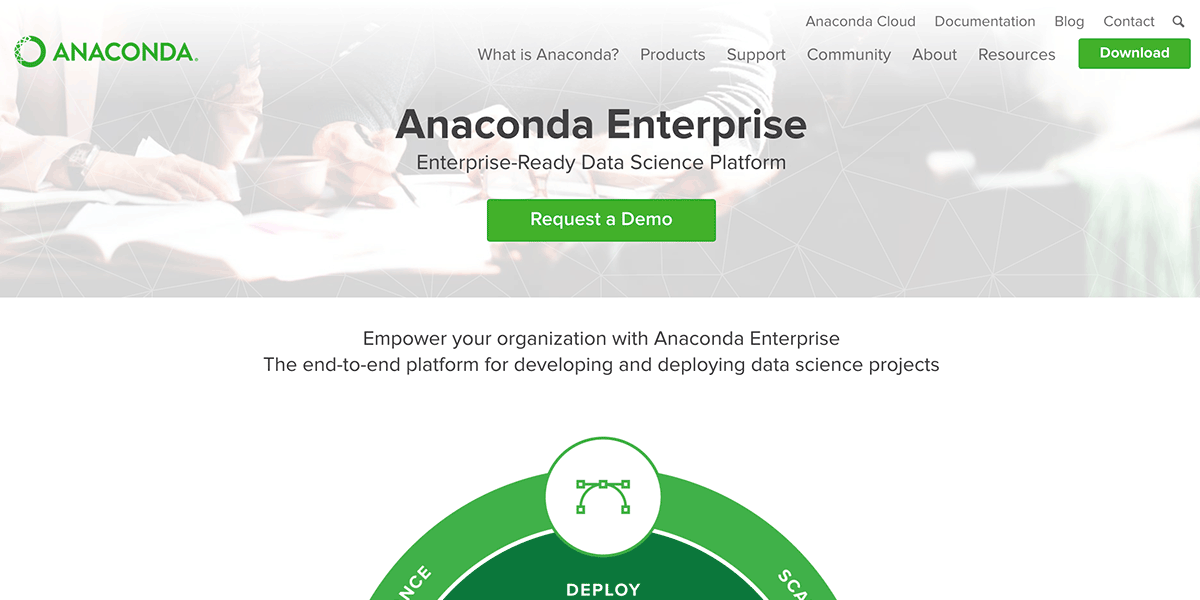 Anaconda Cloud Documentation Blog Contact
ANACONDA.
What is Anaconda? Products Support Community About Resources Download
Anaconda Enterprise
Enterprise-Ready Data Science Platform
Request a Demo
Empower your organization with Anaconda Enterprise
The end-to-end platform for developing and deploying data science projects
DEPLOY